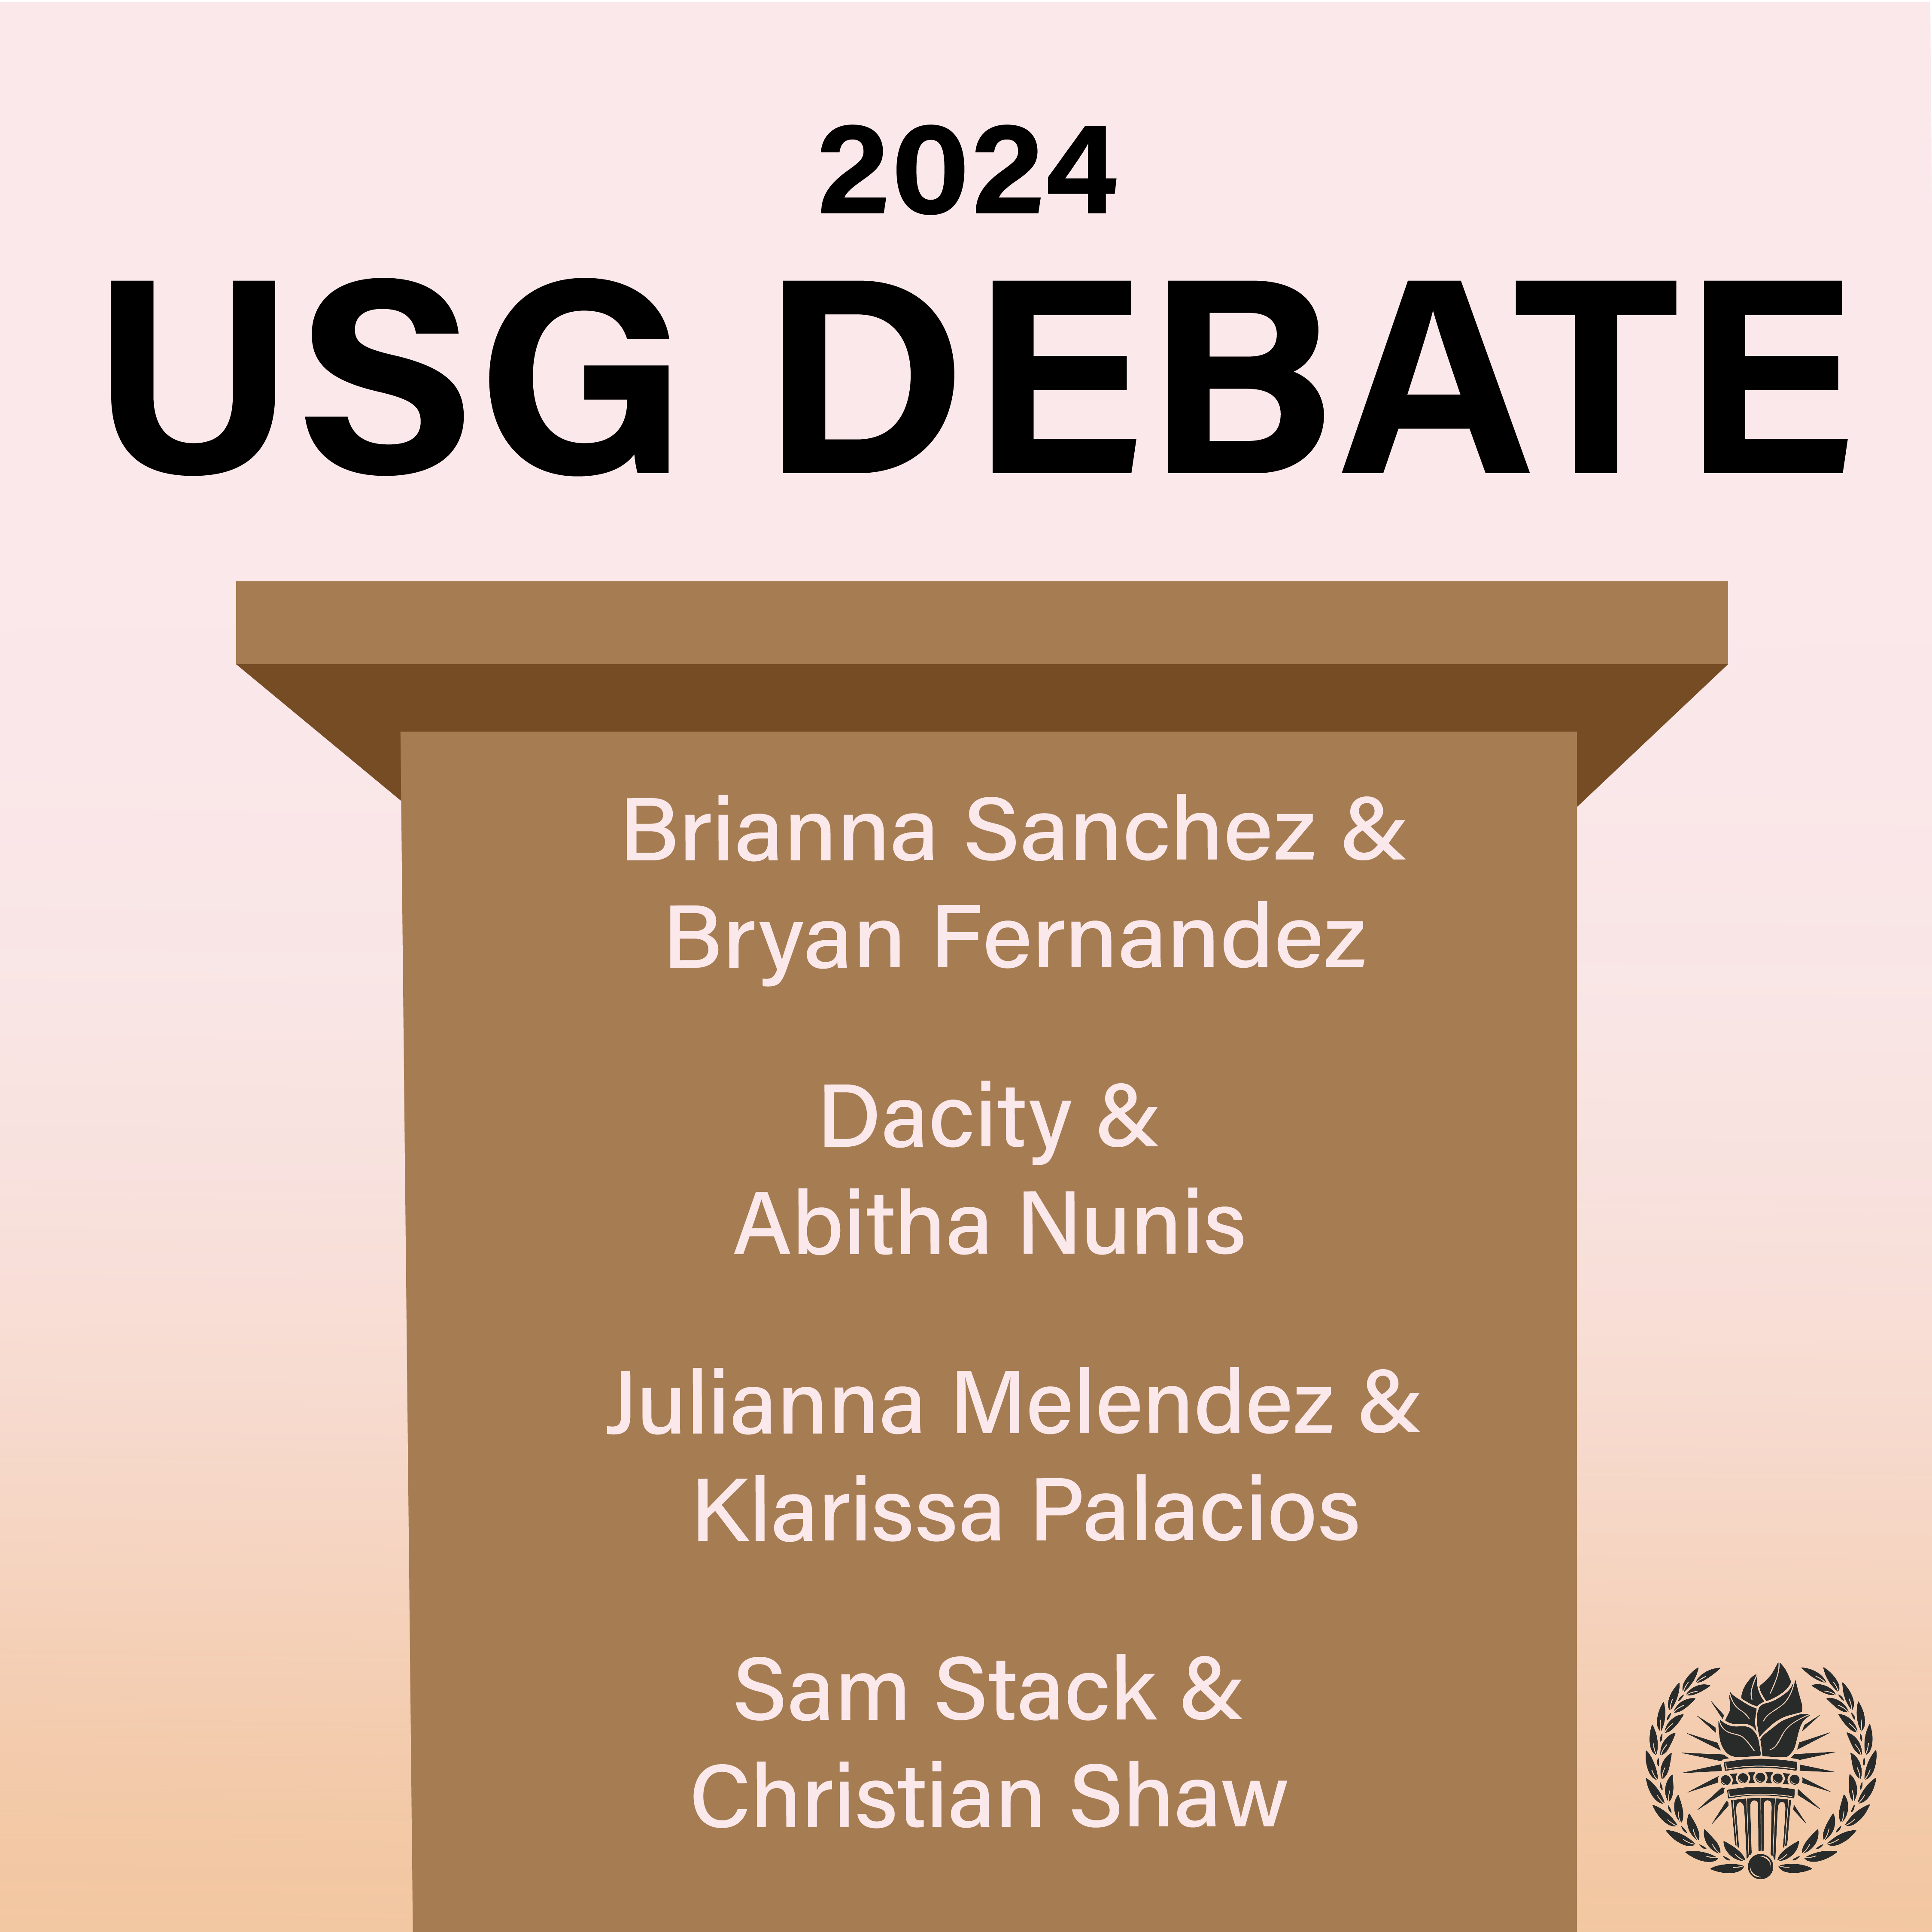 2024
USG DEBATE
Brianna Sanchez &
Bryan Fernandez
Dacity &
Abitha Nunis
Julianna Melendez &
Klarissa Palacios
Sam Stack &
Christian Shaw